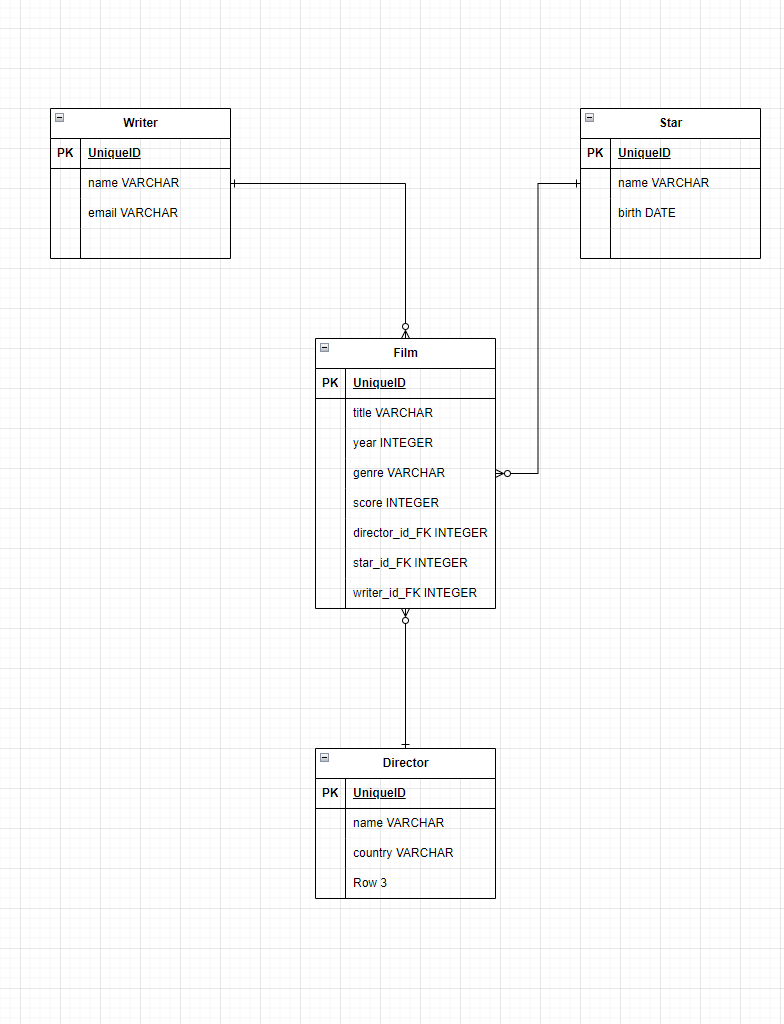 Writer
PK UniqueID
name VARCHAR
email VARCHAR
Star
PK UniqueID
name VARCHAR
birth DATE
Film
PK UniqueID
title VARCHAR
year INTEGER
genre VARCHAR
score INTEGER
director_id_FK INTEGER
star_id_FK INTEGER
writer_id_FK INTEGER
Director
PK UniqueID
name VARCHAR
country VARCHAR
Row 3